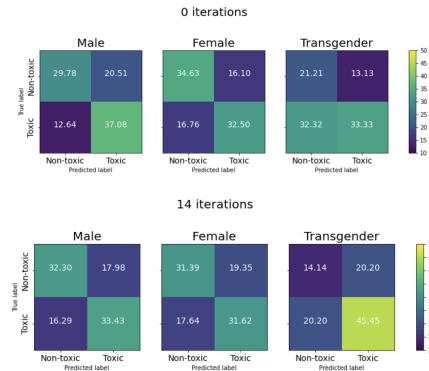 0 iterations
Male Female Transgender
Non-toxic 29.78 20.51 34.63 16.10 21.21 13.13
True label
Toxic 12.64 37.08 16.76 32.50 32.32 33.33
Non-toxic Toxic Non-toxic Toxic Non-toxic Toxic
Predicted label Predicted label Predicted label
50
45
40
35
30
25
20
15
10
14 iterations
Male Female Transgender
Non-toxic 32.30 17.98 31.39 19.35 14.14 20.20
True label
Toxic 16.29 33.43 17.64 31.62 20.20 45.45
Non-toxic Toxic Non-toxic Toxic Non-toxic Toxic
Predicted label Predicted label Predicted label